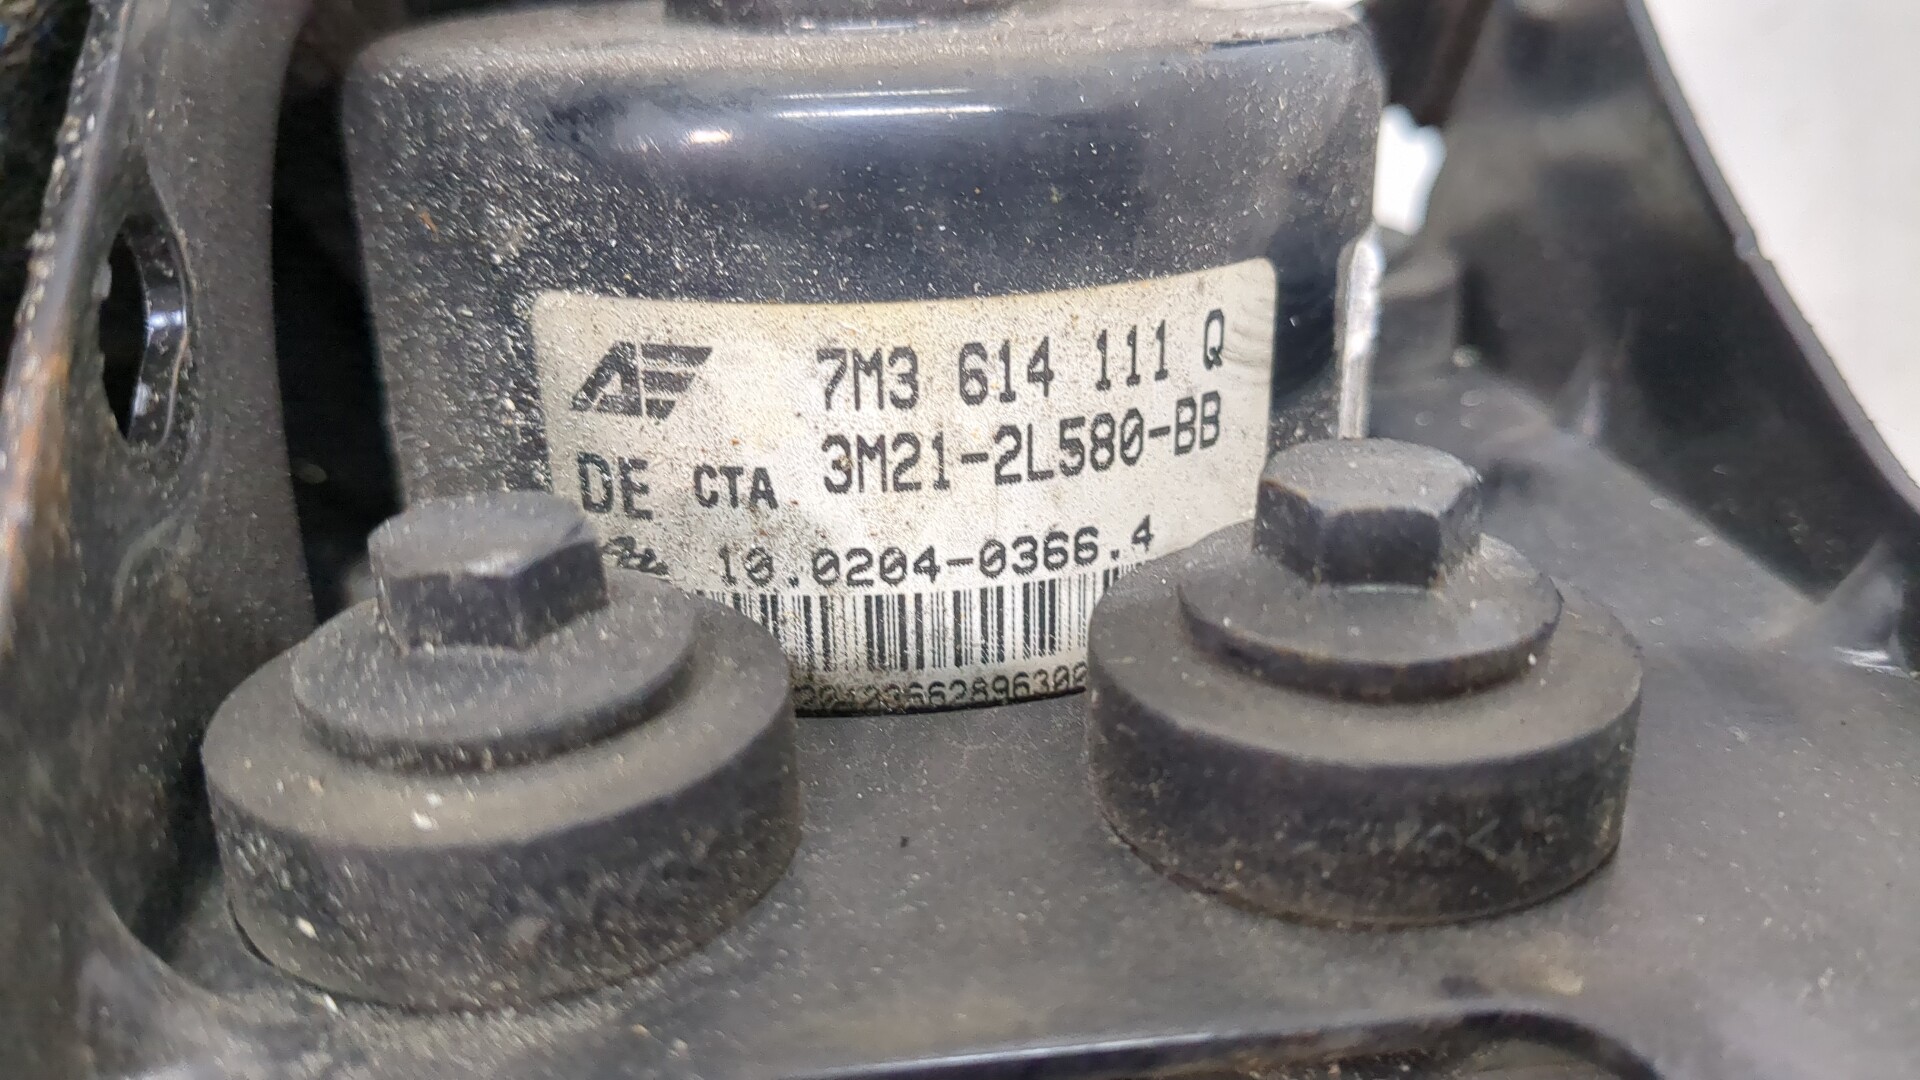 7M3 614 111 Q
DE CTA 3M21-2L580-BB
10.0204-0366.4